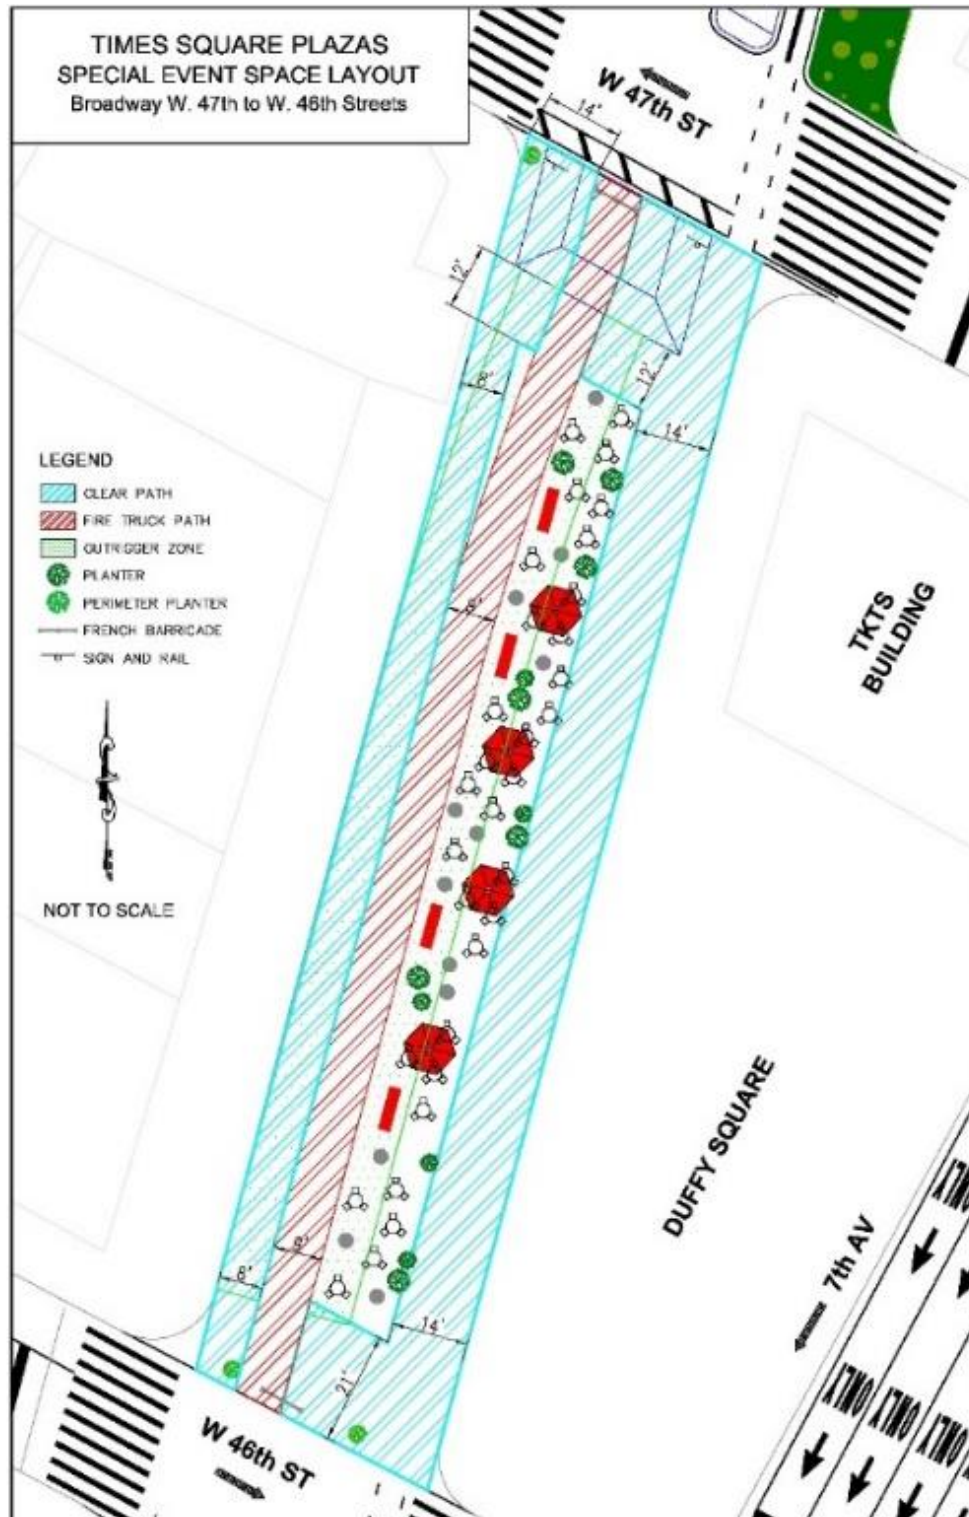 TIMES SQUARE PLAZAS
SPECIAL EVENT SPACE LAYOUT
Broadway W. 47th to W. 46th Streets
W 47th ST
14'
12'
8'
12'
14'
LEGEND
CLEAR PATH
FIRE TRUCK PATH
OUTRIGGER ZONE
PLANTER
PERIMETER PLANTER
FRENCH BARRICADE
SIGN AND RAIL
TKTS
BUILDING
NOT TO SCALE
DUFFY SQUARE
7th AV
8'
14'
21'
W 46th ST
ONLY
ONLY
ONLY
ONLY